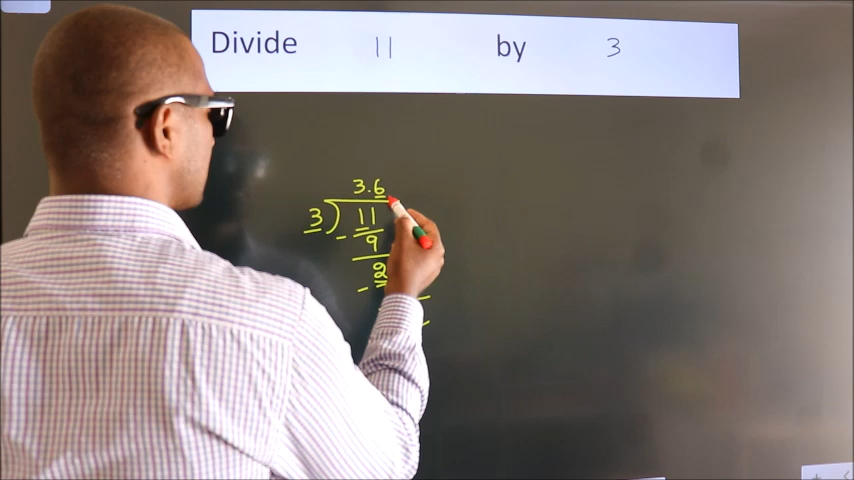 Divide 11 by 3
3.6
3 ) 11
- 9
2
-